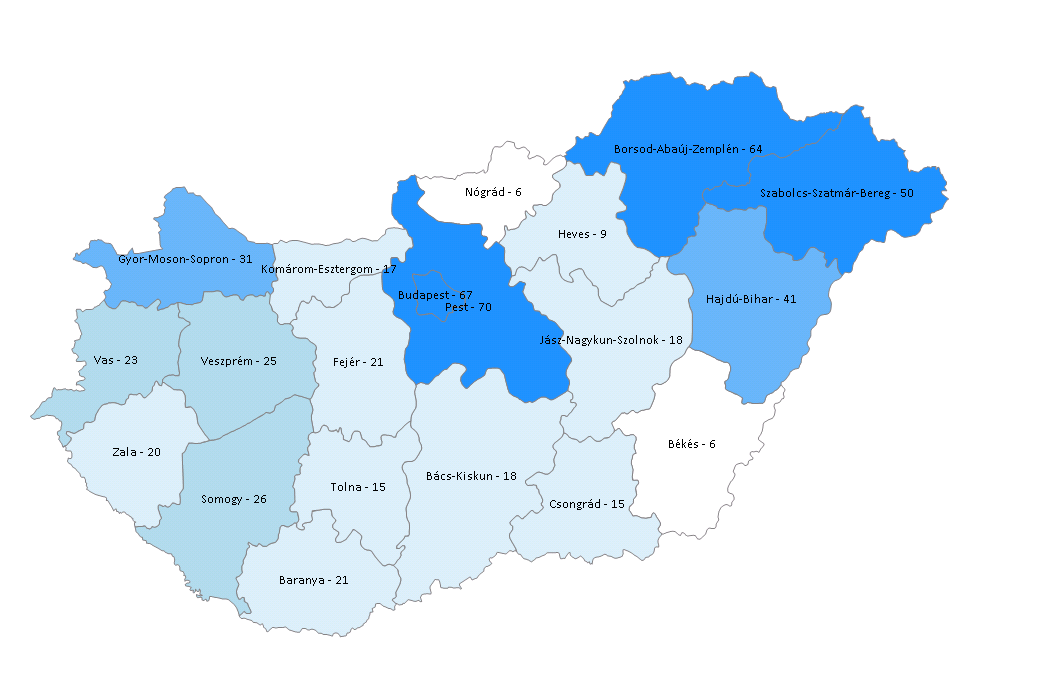 Borsod-Abaúj-Zemplén - 64
Szabolcs-Szatmár-Bereg - 50
Nógrád - 6
Heves - 9
Gyor-Moson-Sopron - 31
Komárom-Esztergom - 17
Budapest - 67
Pest - 70
Hajdú-Bihar - 41
Jász-Nagykun-Szolnok - 18
Vas - 23
Veszprém - 25
Fejér - 21
Békés - 6
Zala - 20
Bács-Kiskun - 18
Tolna - 15
Somogy - 26
Csongrád - 15
Baranya - 21